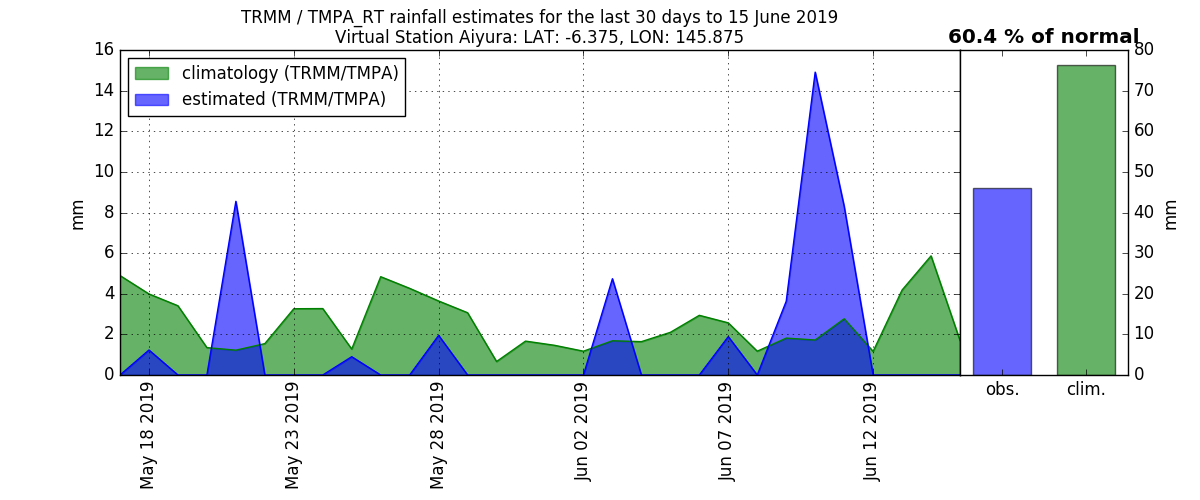 TRMM / TMPA_RT rainfall estimates for the last 30 days to 15 June 2019
Virtual Station Aiyura: LAT: -6.375, LON: 145.875
60.4 % of normal
climatology (TRMM/TMPA)
estimated (TRMM/TMPA)
mm
16
14
12
10
8
6
4
2
0
May 18 2019
May 23 2019
May 28 2019
Jun 02 2019
Jun 07 2019
Jun 12 2019
80
70
60
50
40
30
20
10
0
mm
obs.
clim.